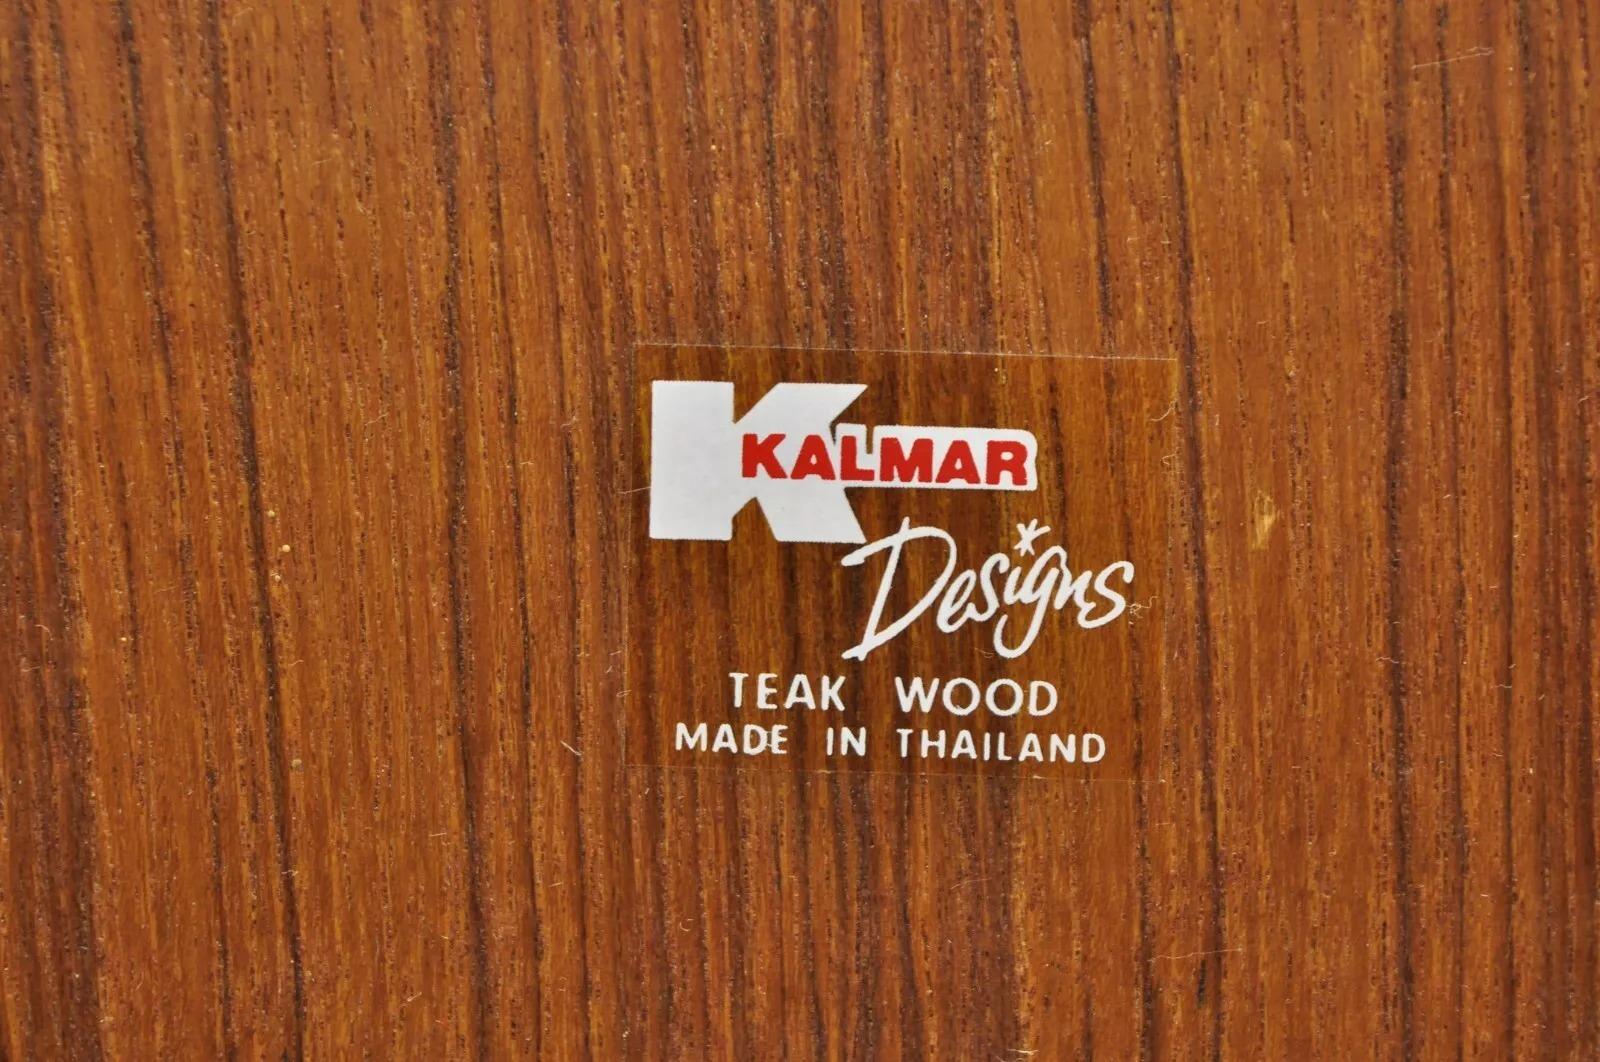 KALMAR
Designs
TEAK WOOD
MADE IN THAILAND